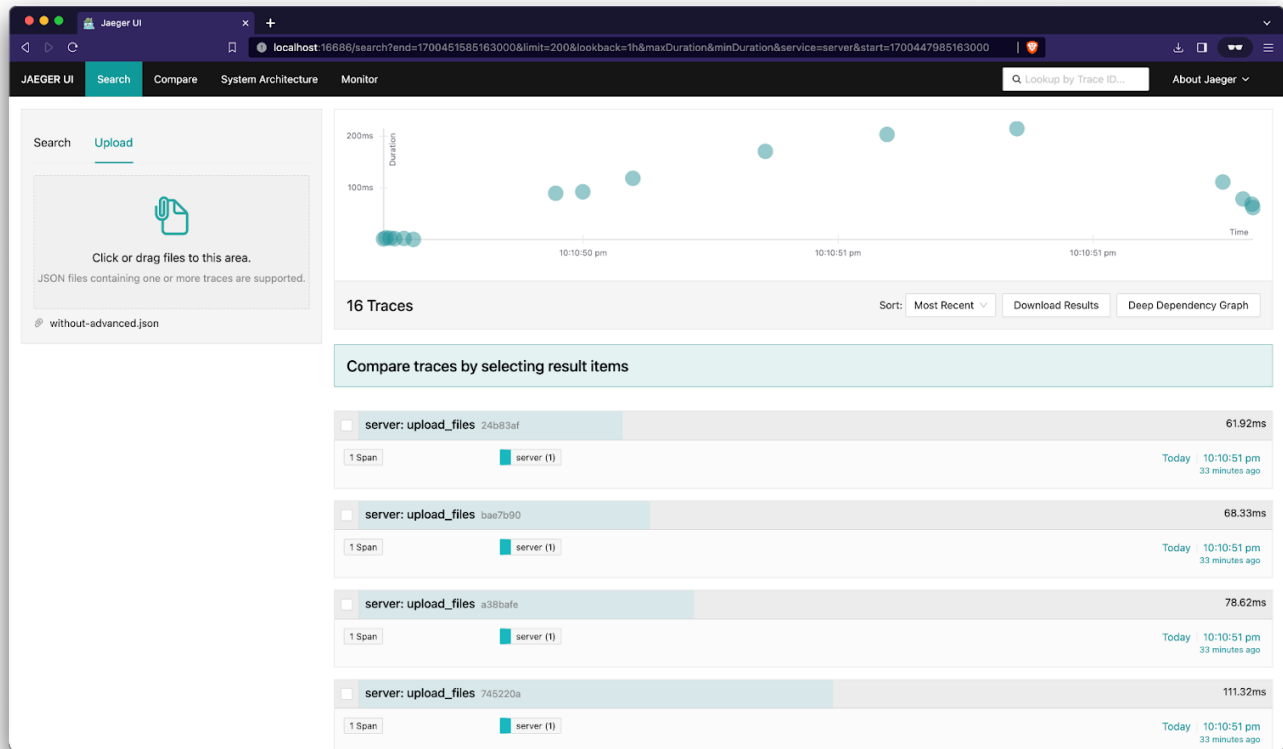 Jaeger UI
localhost:16686/search?end=1700451585163000&limit=200&lookback=1h&maxDuration&minDuration&service=server&start=1700447985163000
JAEGER UI Search Compare System Architecture Monitor Lookup by Trace ID... About Jaeger
Search Upload
Click or drag files to this area.
JSON files containing one or more traces are supported.
without-advanced.json
200ms
Duration
100ms
Time
10:10:50 pm 10:10:51 pm 10:10:51 pm
16 Traces Sort: Most Recent Download Results Deep Dependency Graph
Compare traces by selecting result items
server: upload_files 24b83af 61.92ms
1 Span server (1) Today 10:10:51 pm
33 minutes ago
server: upload_files bae7b90 68.33ms
1 Span server (1) Today 10:10:51 pm
33 minutes ago
server: upload_files a38bafe 78.62ms
1 Span server (1) Today 10:10:51 pm
33 minutes ago
server: upload_files 745220a 111.32ms
1 Span server (1) Today 10:10:51 pm
33 minutes ago